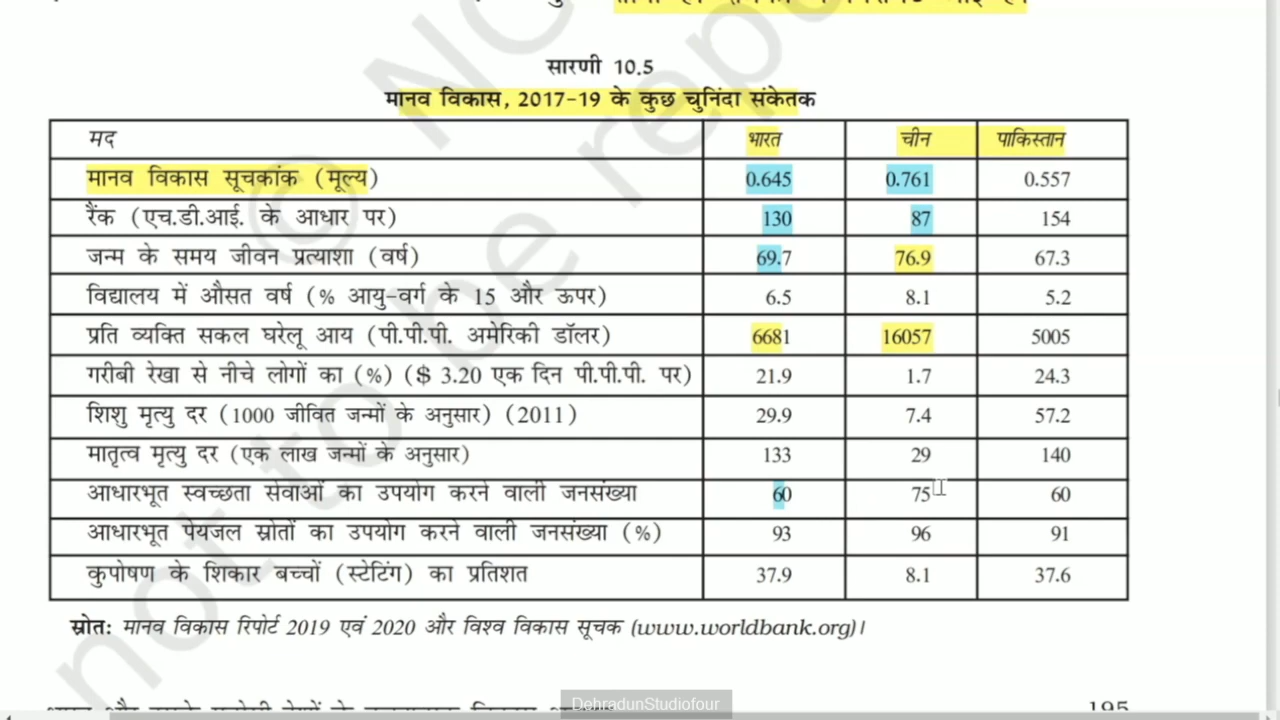 सारणी 10.5
मानव विकास, 2017-19 के कुछ चुनिंदा संकेतक
मद भारत चीन पाकिस्तान
मानव विकास सूचकांक (मूल्य) 0.645 0.761 0.557
रैंक (एच.डी.आई. के आधार पर) 130 87 154
जन्म के समय जीवन प्रत्याशा (वर्ष) 69.7 76.9 67.3
विद्यालय में औसत वर्ष (% आयु-वर्ग के 15 और ऊपर) 6.5 8.1 5.2
प्रति व्यक्ति सकल घरेलू आय (पी.पी.पी. अमेरिकी डॉलर) 6681 16057 5005
गरीबी रेखा से नीचे लोगों का (%) ($ 3.20 एक दिन पी.पी.पी. पर) 21.9 1.7 24.3
शिशु मृत्यु दर (1000 जीवित जन्मों के अनुसार) (2011) 29.9 7.4 57.2
मातृत्व मृत्यु दर (एक लाख जन्मों के अनुसार) 133 29 140
आधारभूत स्वच्छता सेवाओं का उपयोग करने वाली जनसंख्या 60 75 60
आधारभूत पेयजल स्रोतों का उपयोग करने वाली जनसंख्या (%) 93 96 91
कुपोषण के शिकार बच्चों (स्टेटिंग) का प्रतिशत 37.9 8.1 37.6
स्रोत: मानव विकास रिपोर्ट 2019 एवं 2020 और विश्व विकास सूचक (www.worldbank.org)।
195
DehradunStudiofour
© NC
not to be rep